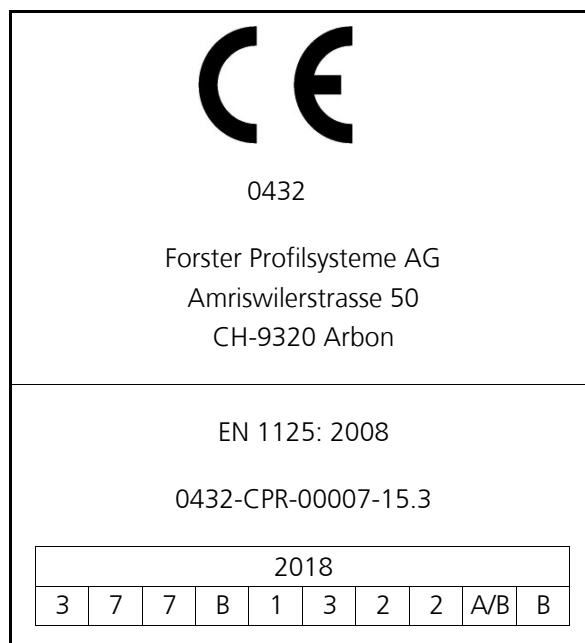 CE
0432
Forster Profilsysteme AG
Amriswilerstrasse 50
CH-9320 Arbon
EN 1125: 2008
0432-CPR-00007-15.3
2018
3 7 7 B 1 3 2 2 A/B B